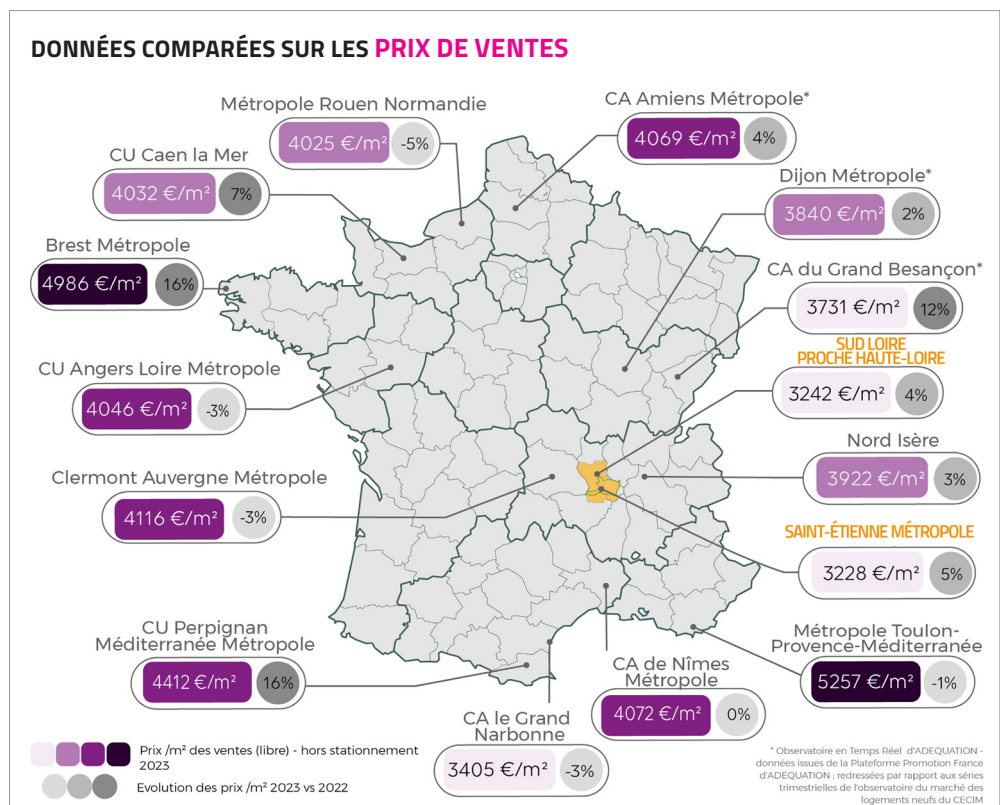 DONNÉES COMPARÉES SUR LES PRIX DE VENTES
Métropole Rouen Normandie
4025 €/m² -5%
CA Amiens Métropole*
4069 €/m² 4%
CU Caen la Mer
4032 €/m² 7%
Dijon Métropole*
3840 €/m² 2%
Brest Métropole
4986 €/m² 16%
CA du Grand Besançon*
3731 €/m² 12%
SUD LOIRE
PROCHE HAUTE-LOIRE
3242 €/m² 4%
CU Angers Loire Métropole
4046 €/m² -3%
Nord Isère
3922 €/m² 3%
Clermont Auvergne Métropole
4116 €/m² -3%
SAINT-ÉTIENNE MÉTROPOLE
3228 €/m² 5%
CU Perpignan
Méditerranée Métropole
4412 €/m² 16%
Métropole Toulon-
Provence-Méditerranée
5257 €/m² -1%
CA de Nîmes
Métropole
4072 €/m² 0%
CA le Grand
Narbonne
3405 €/m² -3%
Prix /m² des ventes (libre) - hors stationnement
2023
Evolution des prix /m² 2023 vs 2022
* Observatoire en Temps Réel d'ADEQUATION -
données issues de la Plateforme Promotion France
d'ADEQUATION ; redressées par rapport aux séries
trimestrielles de l'observatoire du marché des
logements neufs du CECIM